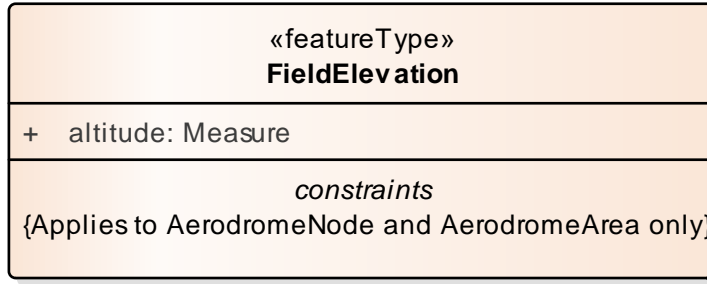 «featureType»
FieldElevation
+ altitude: Measure
constraints
{Applies to AerodromeNode and AerodromeArea only}